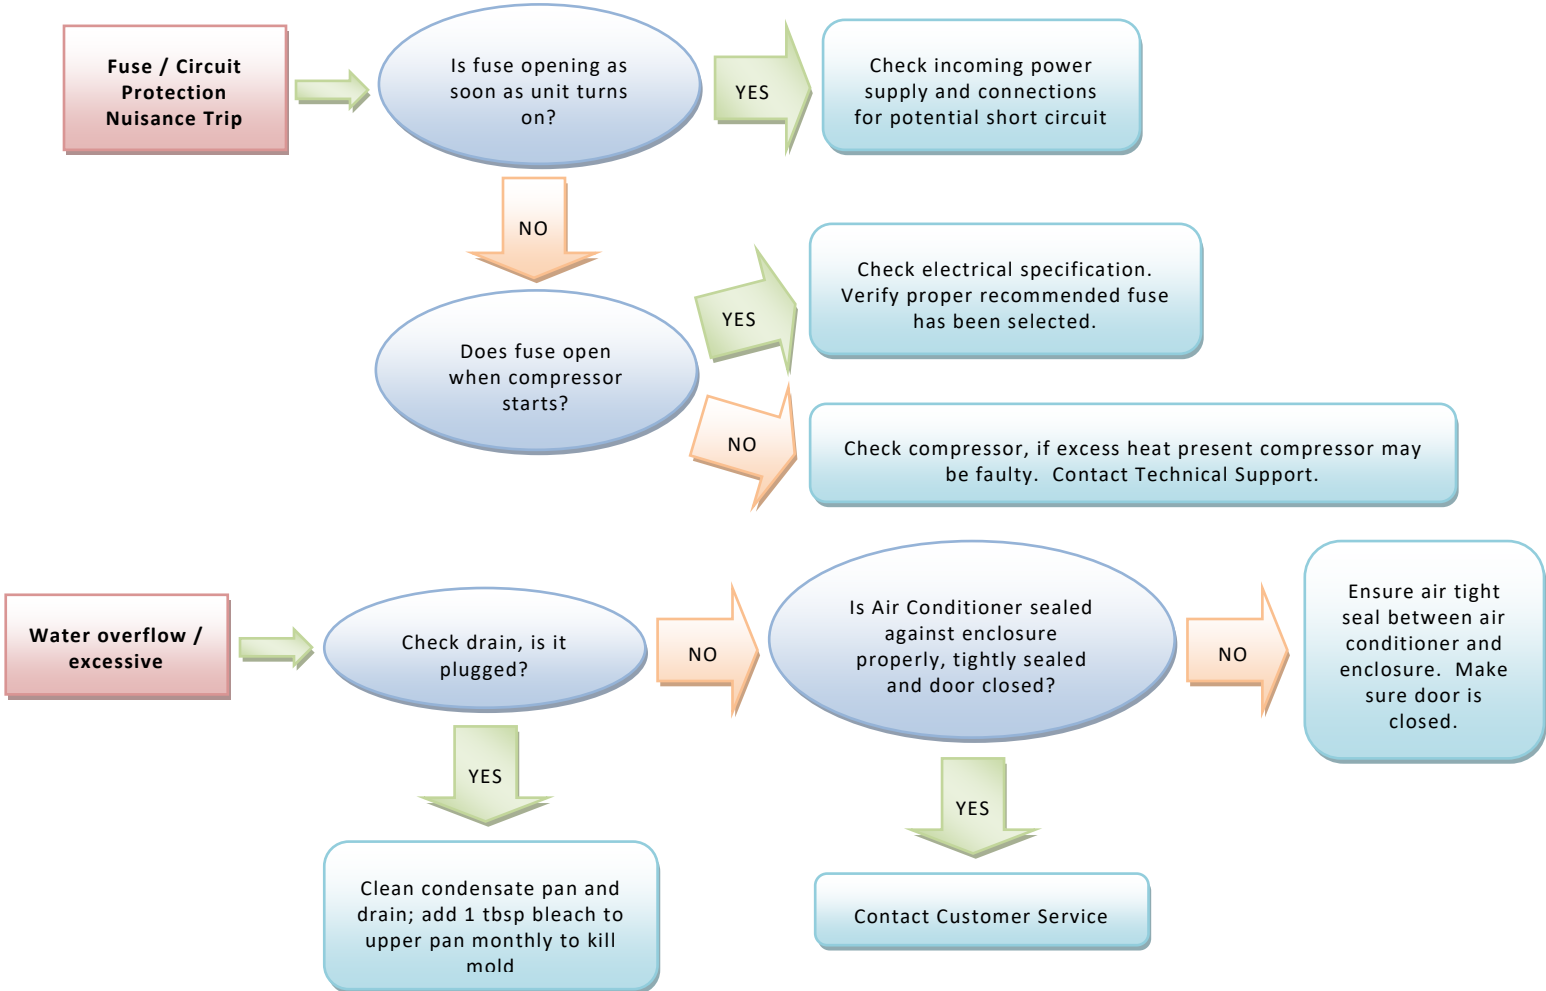 Fuse / Circuit
Protection
Nuisance Trip
Is fuse opening as
soon as unit turns
on?
YES
Check incoming power
supply and connections
for potential short circuit
NO
Does fuse open
when compressor
starts?
YES
Check electrical specification.
Verify proper recommended fuse
has been selected.
NO
Check compressor, if excess heat present compressor may
be faulty.  Contact Technical Support.
Water overflow /
excessive
Check drain, is it
plugged?
NO
Is Air Conditioner sealed
against enclosure
properly, tightly sealed
and door closed?
NO
Ensure air tight
seal between air
conditioner and
enclosure.  Make
sure door is
closed.
YES
Clean condensate pan and
drain; add 1 tbsp bleach to
upper pan monthly to kill
mold
YES
Contact Customer Service